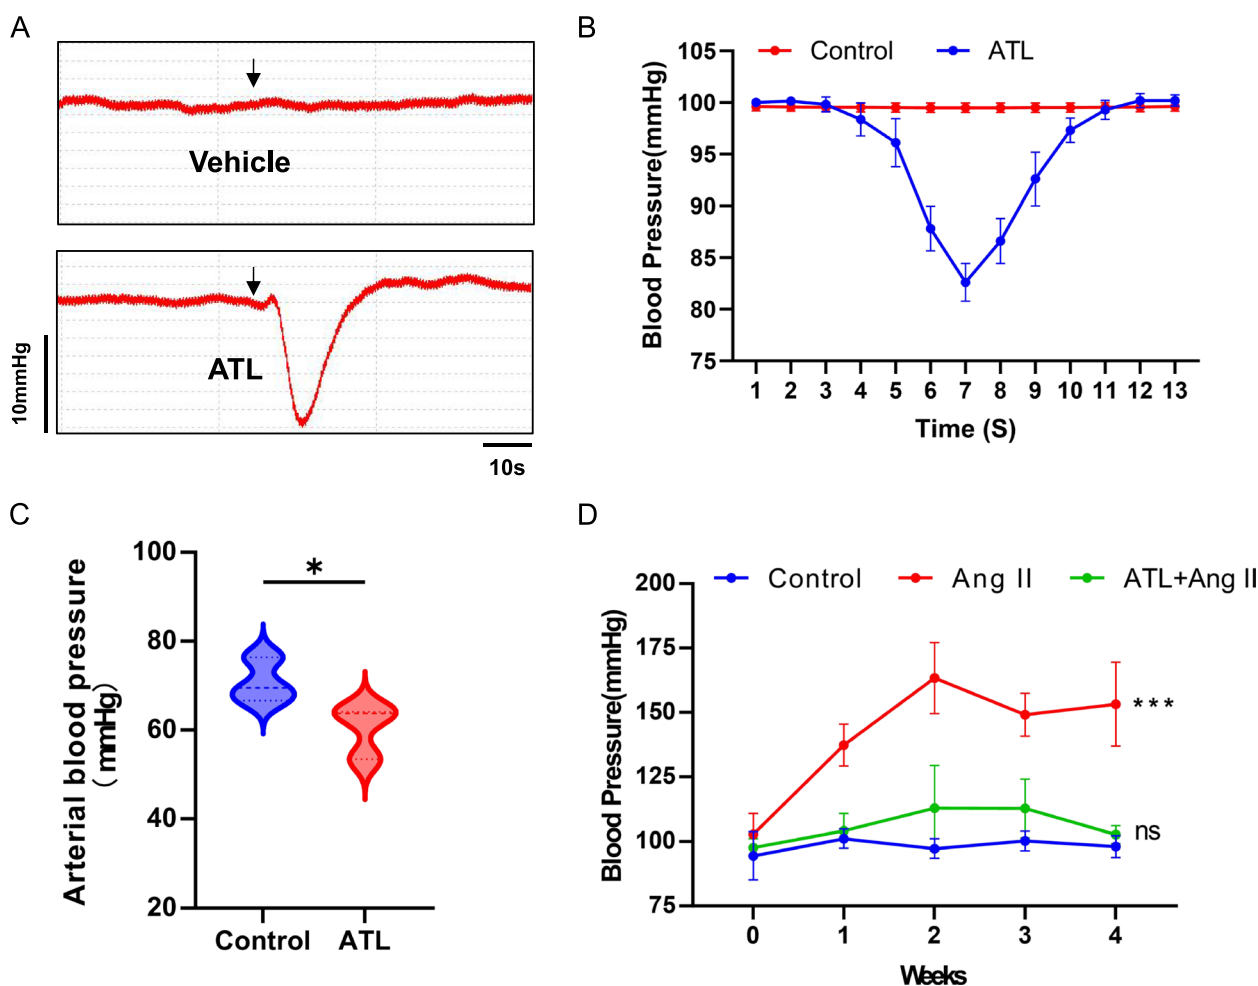 A
Vehicle
ATL
10mmHg
10s
B
Control ATL
Blood Pressure(mmHg)
105
100
95
90
85
80
75
1 2 3 4 5 6 7 8 9 10 11 12 13
Time (S)
C
Arterial blood pressure
(mmHg)
100
80
60
40
20
*
Control ATL
D
Control Ang II ATL+Ang II
Blood Pressure(mmHg)
200
175
150
125
100
75
***
ns
0 1 2 3 4
Weeks